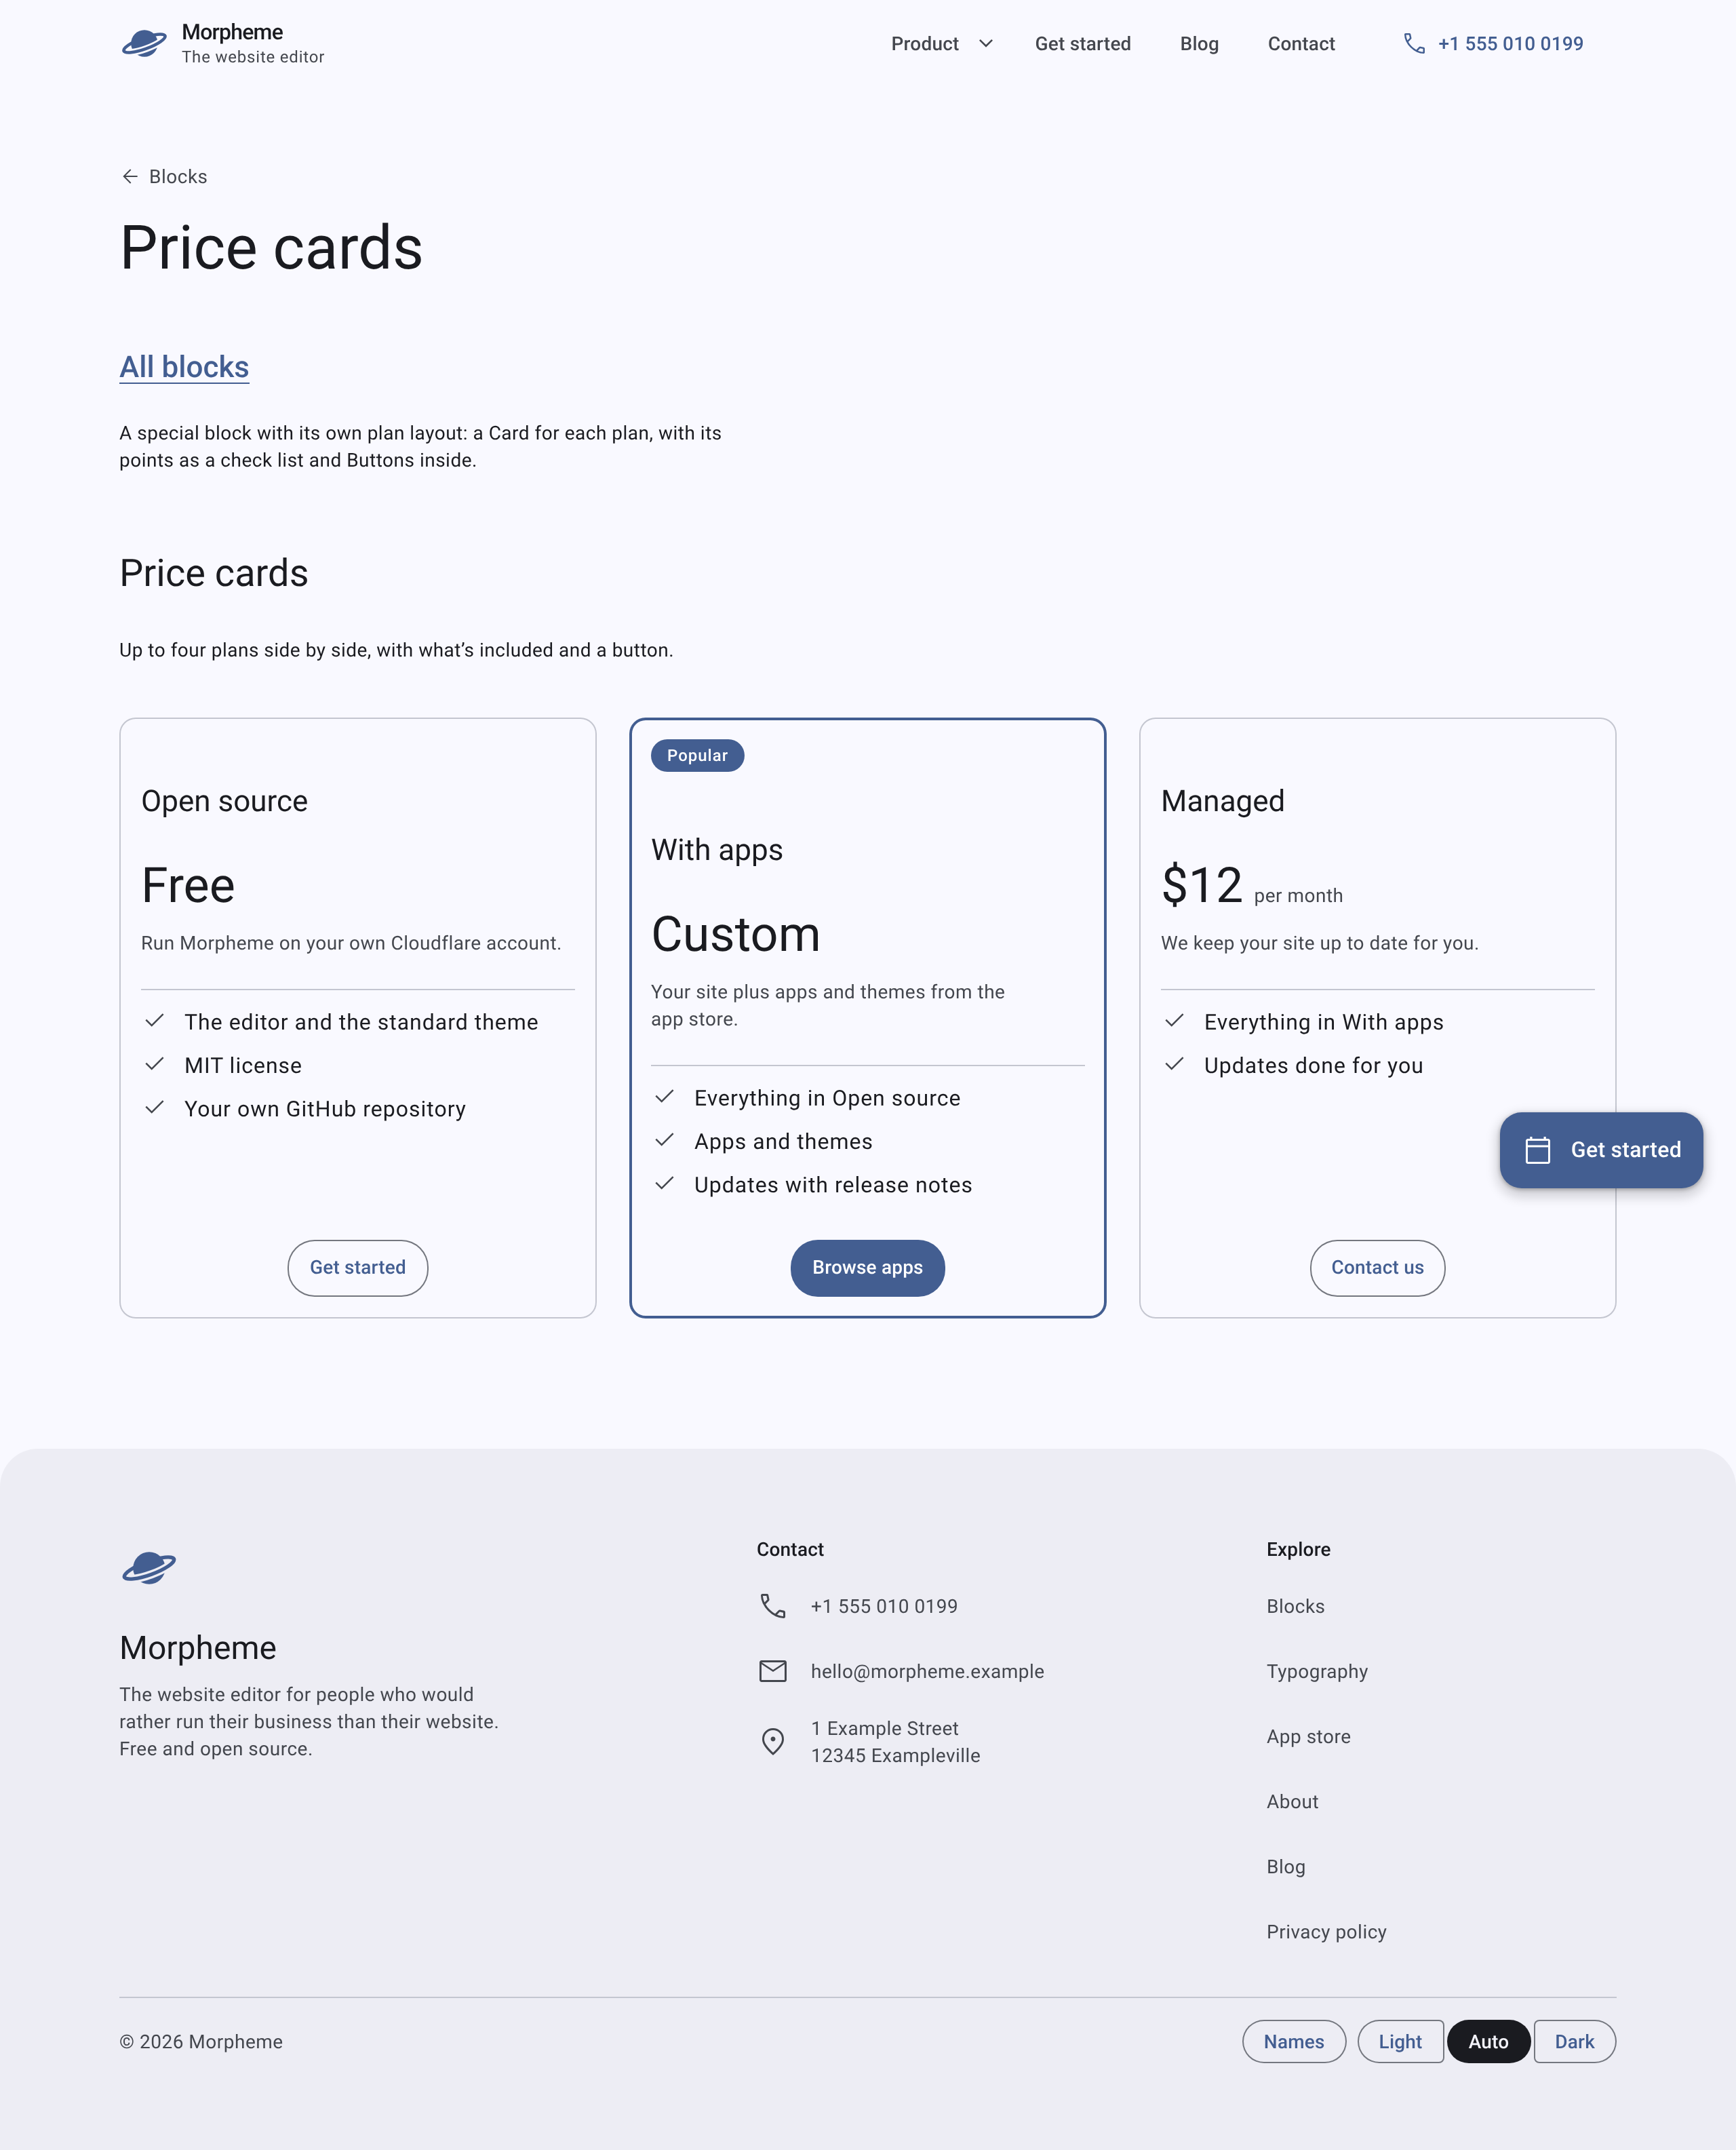 Morpheme
The website editor
Product
Get started
Blog
Contact
+1 555 010 0199
Blocks
Price cards
All blocks
A special block with its own plan layout: a Card for each plan, with its
points as a check list and Buttons inside.
Price cards
Up to four plans side by side, with what’s included and a button.
Open source
Free
Run Morpheme on your own Cloudflare account.
The editor and the standard theme
MIT license
Your own GitHub repository
Get started
Popular
With apps
Custom
Your site plus apps and themes from the
app store.
Everything in Open source
Apps and themes
Updates with release notes
Browse apps
Managed
$12 per month
We keep your site up to date for you.
Everything in With apps
Updates done for you
Contact us
Get started
Morpheme
The website editor for people who would
rather run their business than their website.
Free and open source.
Contact
+1 555 010 0199
hello@morpheme.example
1 Example Street
12345 Exampleville
Explore
Blocks
Typography
App store
About
Blog
Privacy policy
© 2026 Morpheme
Names
Light
Auto
Dark